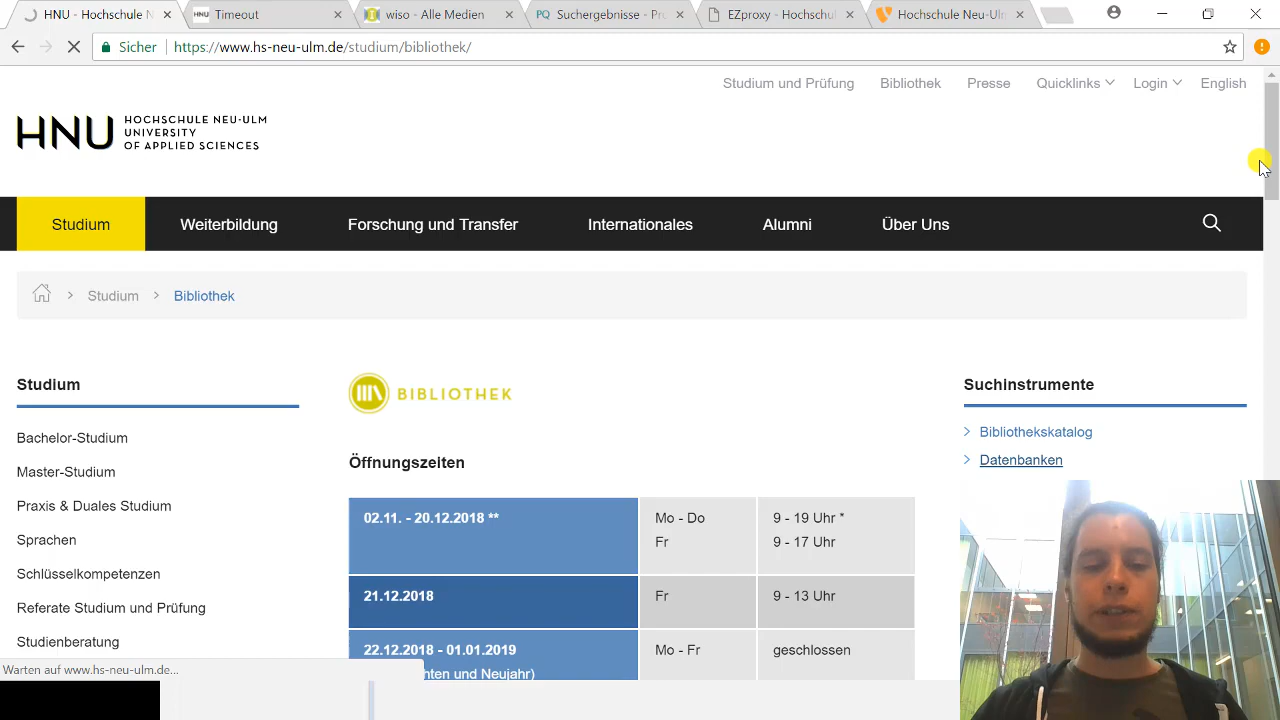 HNU - Hochschule N
Timeout
wiso - Alle Medien
Suchergebnisse - Pr
EZproxy - Hochschul
Hochschule Neu-Ulm
Sicher
https://www.hs-neu-ulm.de/studium/bibliothek/
Studium und Prüfung
Bibliothek
Presse
Quicklinks
Login
English
HNU
HOCHSCHULE NEU-ULM
UNIVERSITY
OF APPLIED SCIENCES
Studium
Weiterbildung
Forschung und Transfer
Internationales
Alumni
Über Uns
Studium
Bibliothek
Studium
Bachelor-Studium
Master-Studium
Praxis & Duales Studium
Sprachen
Schlüsselkompetenzen
Referate Studium und Prüfung
Studienberatung
BIBLIOTHEK
Öffnungszeiten
02.11. - 20.12.2018 **
Mo - Do
9 - 19 Uhr *
Fr
9 - 17 Uhr
21.12.2018
Fr
9 - 13 Uhr
22.12.2018 - 01.01.2019
Mo - Fr
geschlossen
hten und Neujahr)
Suchinstrumente
Bibliothekskatalog
Datenbanken
Warten auf www.hs-neu-ulm.de...